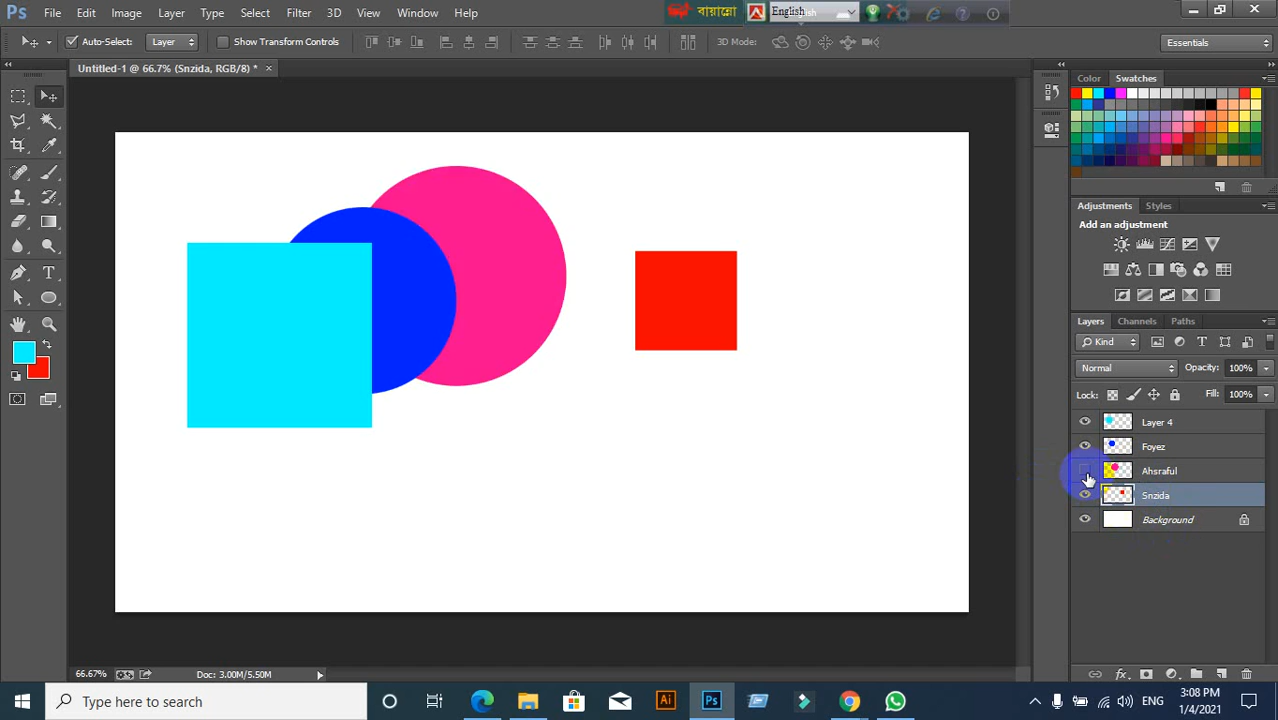 Ps File Edit Image Layer Type Select Filter 3D View Window Help
বায়ান্নো English
Auto-Select: Layer Show Transform Controls 3D Mode: Essentials
Untitled-1 @ 66.7% (Snzida, RGB/8) * ×
Color Swatches
Adjustments Styles
Add an adjustment
Layers Channels Paths
Kind
Normal Opacity: 100%
Lock: Fill: 100%
Layer 4
Foyez
Ahsraful
Snzida
Background
66.67% Doc: 3.00M/5.50M
fx
Type here to search
Ai Ps
ENG
3:08 PM
1/4/2021